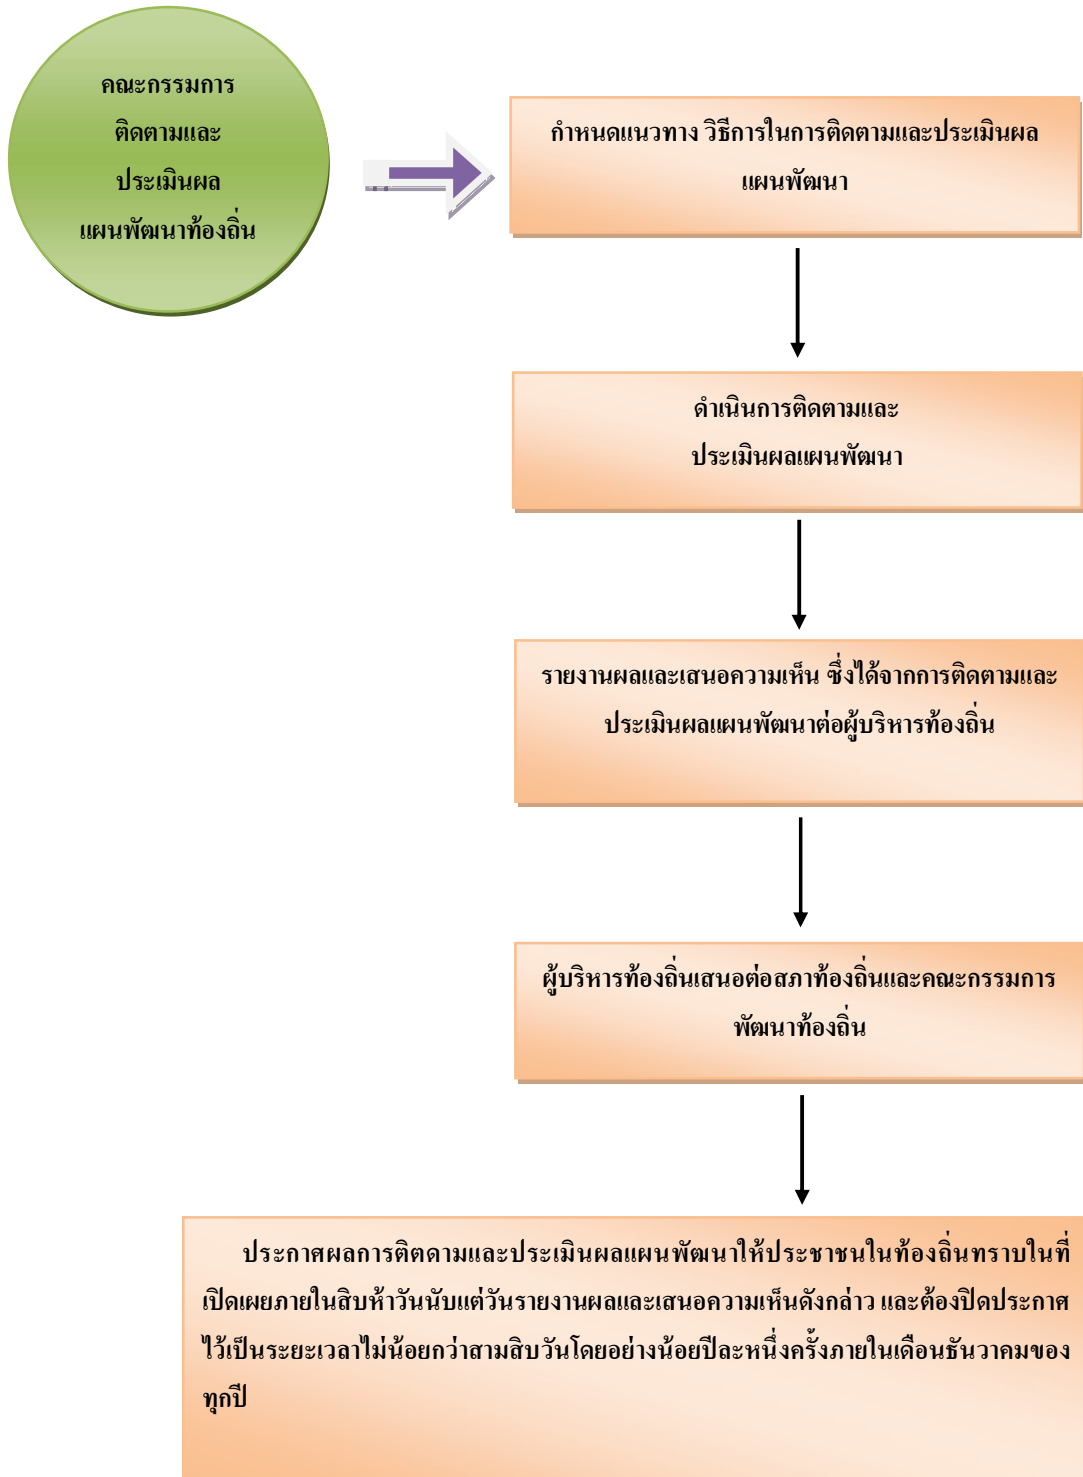 คณะกรรมการ
ติดตามและ
ประเมินผล
แผนพัฒนาท้องถิ่น
กำหนดแนวทาง วิธีการในการติดตามและประเมินผล
แผนพัฒนา
ดำเนินการติดตามและ
ประเมินผลแผนพัฒนา
รายงานผลและเสนอความเห็น ซึ่งได้จากการติดตามและ
ประเมินผลแผนพัฒนาต่อผู้บริหารท้องถิ่น
ผู้บริหารท้องถิ่นเสนอต่อสภาท้องถิ่นและคณะกรรมการ
พัฒนาท้องถิ่น
ประกาศผลการติตดามและประเมินผลแผนพัฒนาให้ประชาชนในท้องถิ่นทราบในที่
เปิดเผยภายในสิบห้าวันนับแต่วันรายงานผลและเสนอความเห็นดังกล่าว และต้องปิดประกาศ
ไว้เป็นระยะเวลาไม่น้อยกว่าสามสิบวันโดยอย่างน้อยปีละหนึ่งครั้งภายในเดือนธันวาคมของ
ทุกปี